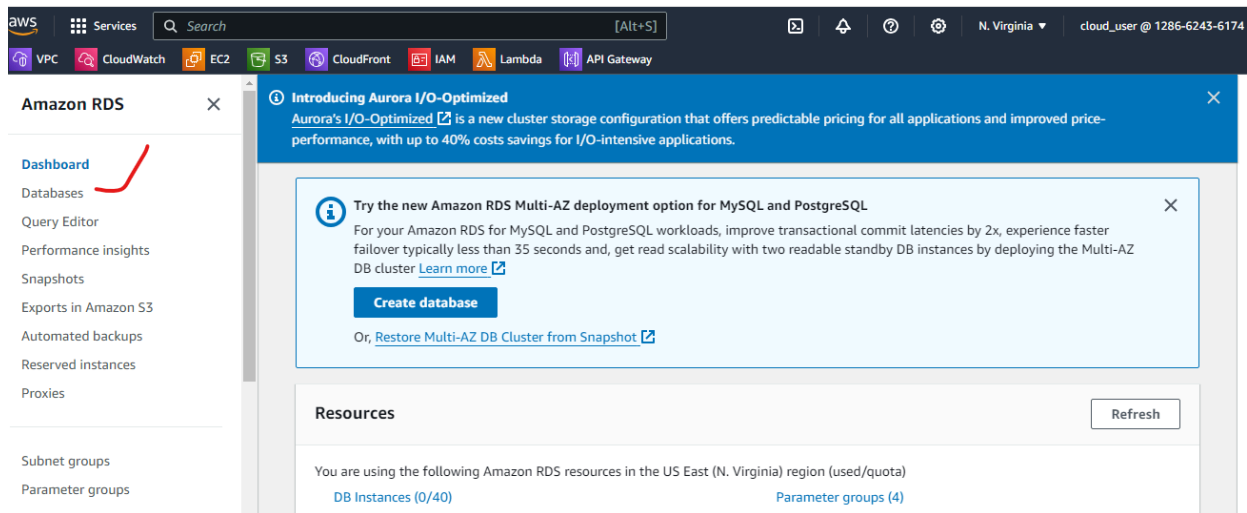 aws Services Search [Alt+S] N. Virginia ▼ cloud_user @ 1286-6243-6174
VPC CloudWatch EC2 S3 CloudFront IAM Lambda API Gateway
Amazon RDS
Dashboard
Databases
Query Editor
Performance insights
Snapshots
Exports in Amazon S3
Automated backups
Reserved instances
Proxies
Subnet groups
Parameter groups
Introducing Aurora I/O-Optimized
Aurora's I/O-Optimized is a new cluster storage configuration that offers predictable pricing for all applications and improved price-
performance, with up to 40% costs savings for I/O-intensive applications.
Try the new Amazon RDS Multi-AZ deployment option for MySQL and PostgreSQL
For your Amazon RDS for MySQL and PostgreSQL workloads, improve transactional commit latencies by 2x, experience faster
failover typically less than 35 seconds and, get read scalability with two readable standby DB instances by deploying the Multi-AZ
DB cluster Learn more
Create database
Or, Restore Multi-AZ DB Cluster from Snapshot
Resources
Refresh
You are using the following Amazon RDS resources in the US East (N. Virginia) region (used/quota)
DB Instances (0/40) Parameter groups (4)